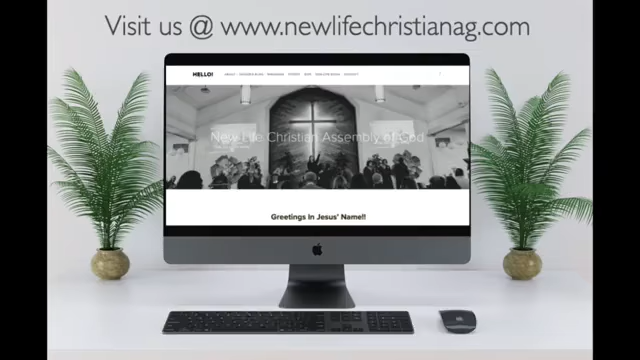 Visit us @ www.newlifechristianag.com
HELLO!
New Life Christian Assembly of God
Greetings In Jesus' Name!!